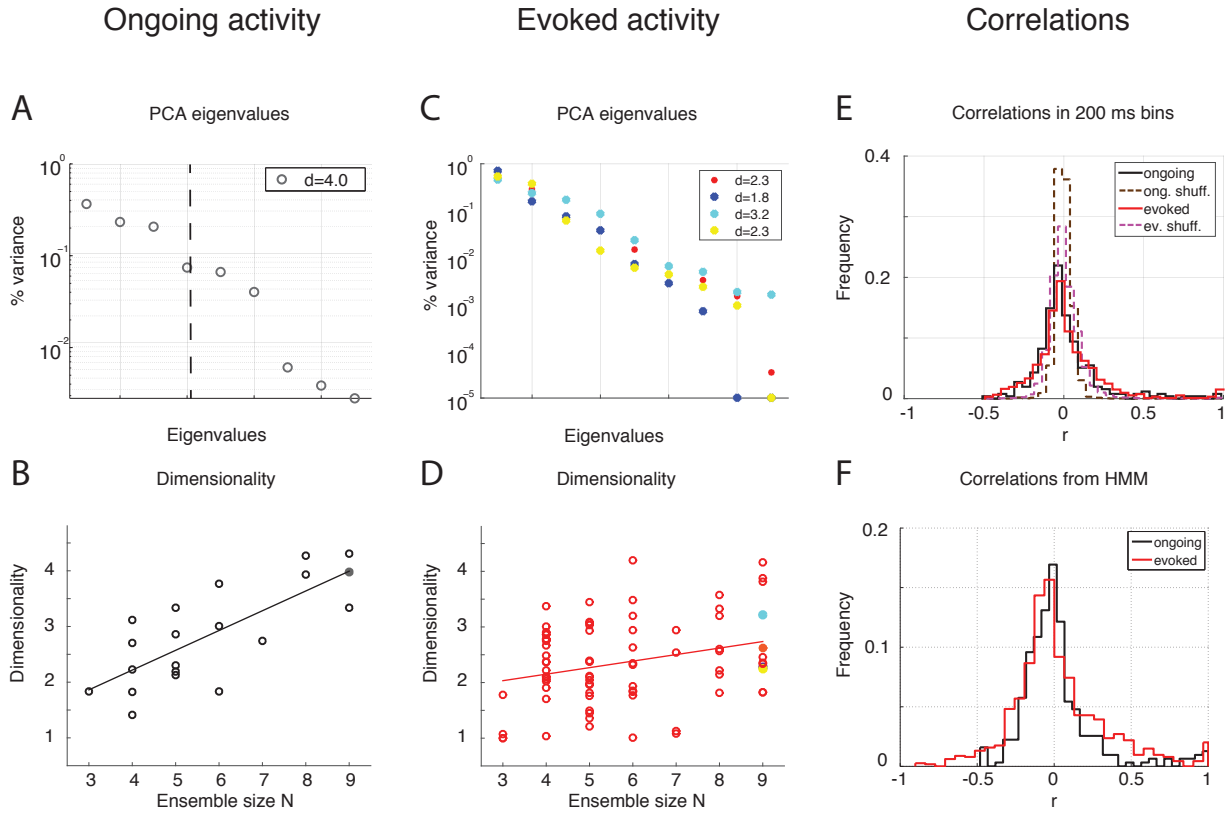 Ongoing activity
Evoked activity
Correlations
A
PCA eigenvalues
% variance
10^0
10^-1
10^-2
d=4.0
Eigenvalues
C
PCA eigenvalues
% variance
10^0
10^-1
10^-2
10^-3
10^-4
10^-5
d=2.3
d=1.8
d=3.2
d=2.3
Eigenvalues
E
Correlations in 200 ms bins
Frequency
0.4
0.2
0
ongoing
ong. shuff.
evoked
ev. shuff.
-1 -0.5 0 0.5 1
r
B
Dimensionality
Dimensionality
4
3
2
1
3 4 5 6 7 8 9
Ensemble size N
D
Dimensionality
Dimensionality
4
3
2
1
3 4 5 6 7 8 9
Ensemble size N
F
Correlations from HMM
Frequency
0.2
0.1
0
ongoing
evoked
-1 -0.5 0 0.5 1
r